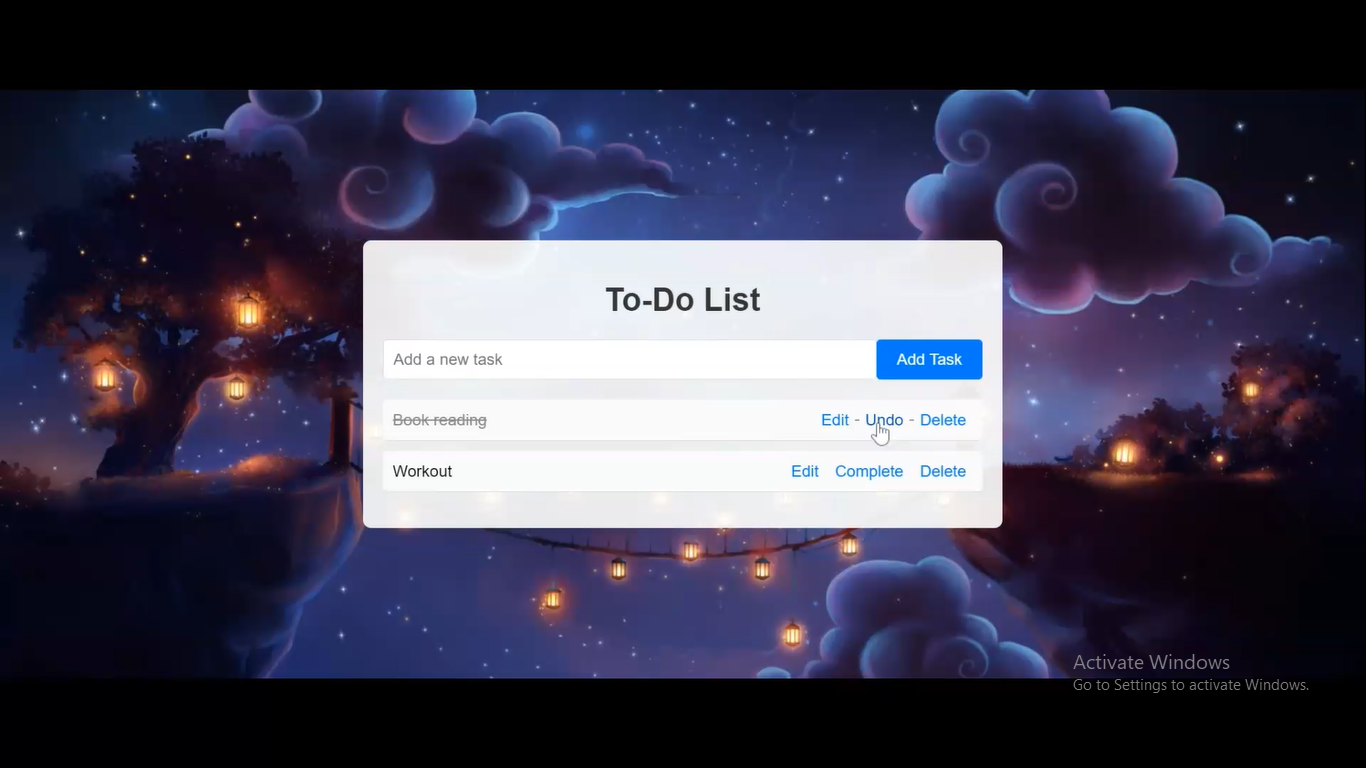 To-Do List
Add a new task Add Task
Book reading Edit - Undo - Delete
Workout Edit Complete Delete
Activate Windows
Go to Settings to activate Windows.